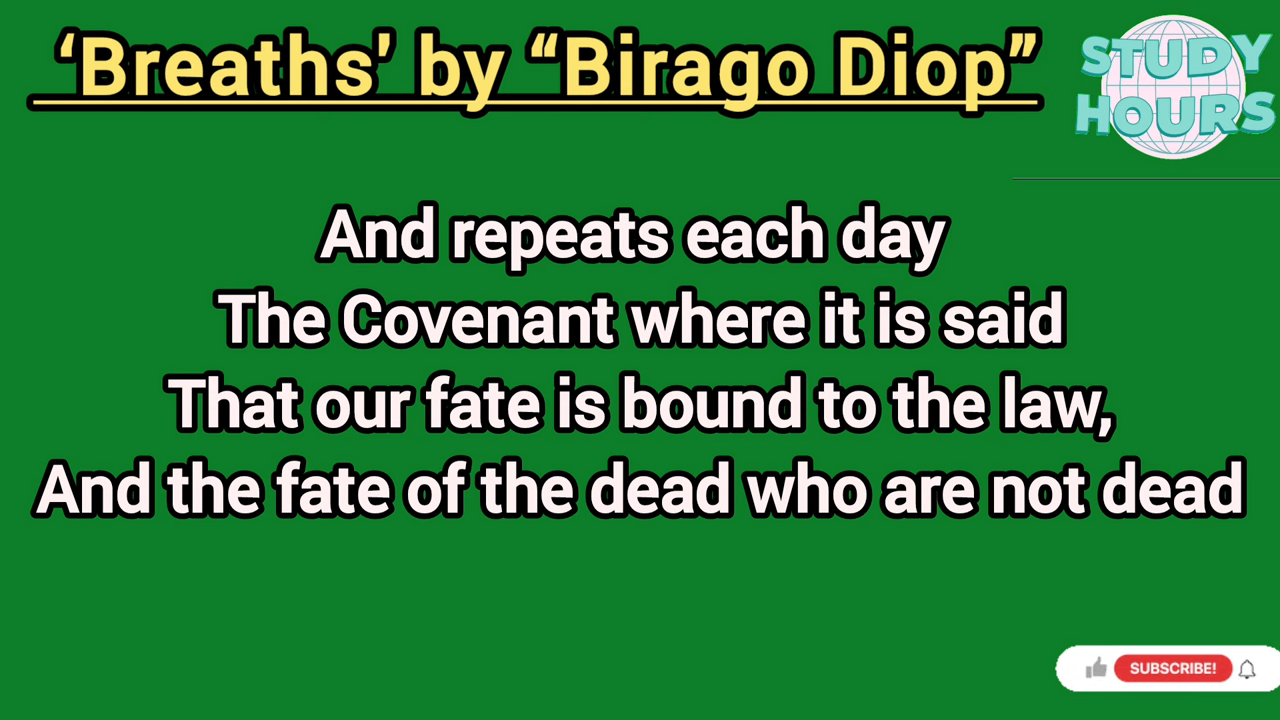 ‘Breaths’ by “Birago Diop”
STUDY
HOURS
And repeats each day
The Covenant where it is said
That our fate is bound to the law,
And the fate of the dead who are not dead
SUBSCRIBE!